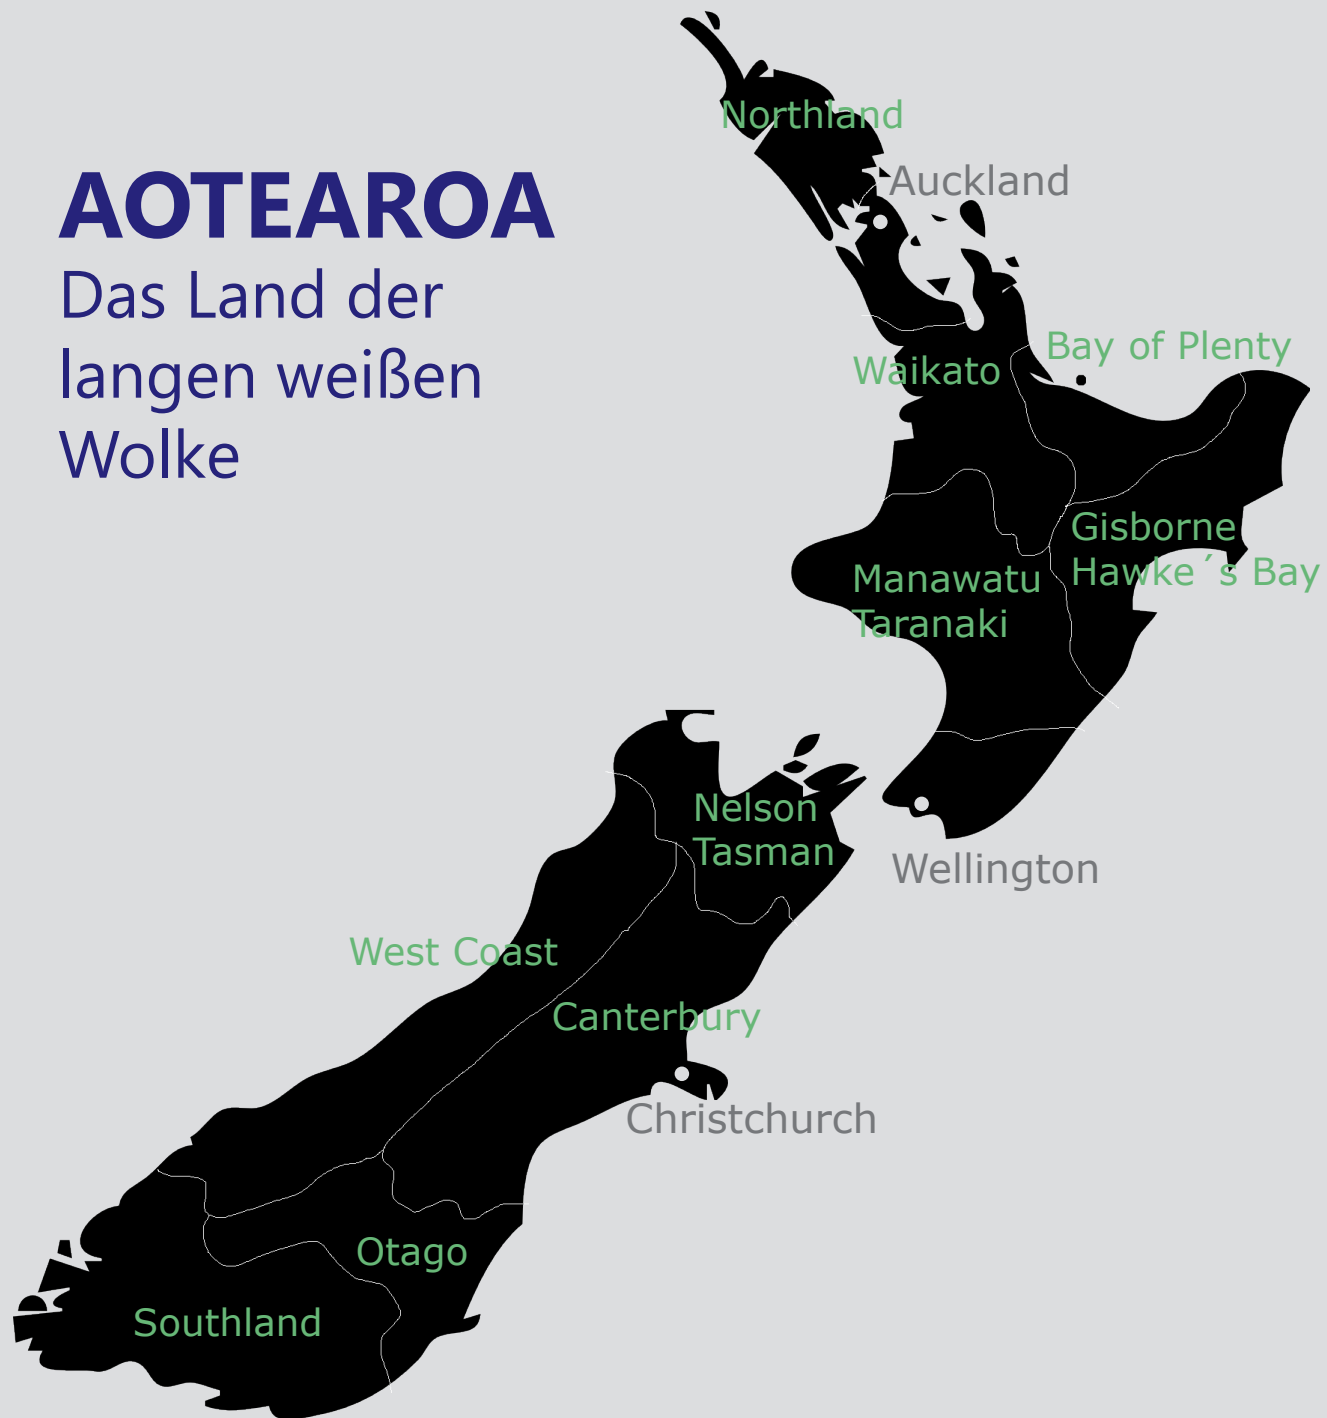 Northland
Auckland
AOTEAROA
Das Land der
langen weißen
Wolke
Bay of Plenty
Waikato
Gisborne
Hawke´s Bay
Manawatu
Taranaki
Nelson
Tasman
Wellington
West Coast
Canterbury
Christchurch
Otago
Southland